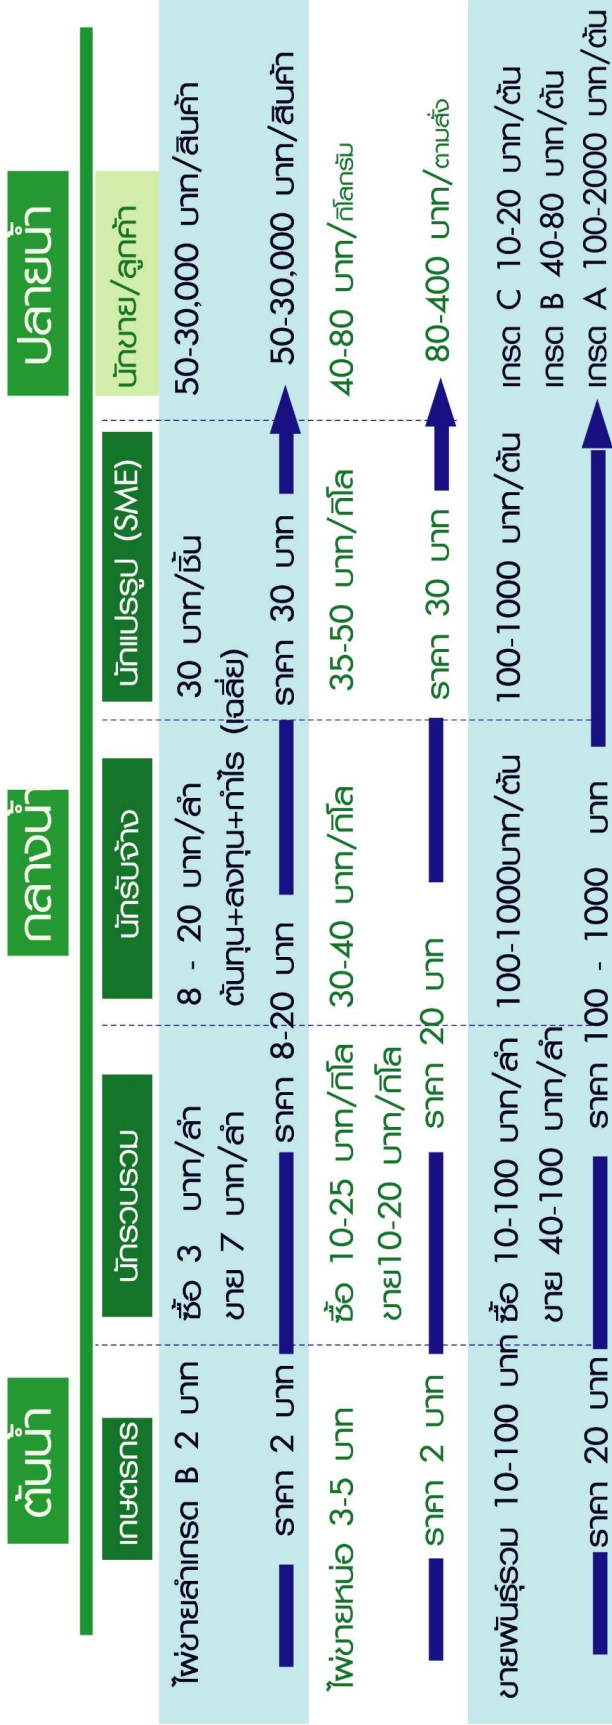 ต้นน้ำ กลางน้ำ ปลายน้ำ
เกษตรกร นักรวบรวม นักรับจ้าง นักแปรรูป (SME) นักขาย/ลูกค้า
ไผ่ขายลำเกรด B 2 บาท ซื้อ 3 บาท/ลำ 8 - 20 บาท/ลำ 30 บาท/ชิ้น 50-30,000 บาท/สินค้า
ขาย 7 บาท/ลำ ต้นทุน+ลงทุน+กำไร (เฉลี่ย)
ราคา 2 บาท ราคา 8-20 บาท ราคา 30 บาท 50-30,000 บาท/สินค้า
ไผ่ขายหน่อ 3-5 บาท ซื้อ 10-25 บาท/กิโล 30-40 บาท/กิโล 35-50 บาท/กิโล 40-80 บาท/กิโลกรัม
ขาย10-20 บาท/กิโล
ราคา 2 บาท ราคา 20 บาท ราคา 30 บาท 80-400 บาท/ตามสั่ง
ขายพันธุ์รวม 10-100 บาท ซื้อ 10-100 บาท/ลำ 100-1000บาท/ต้น 100-1000 บาท/ต้น เกรด C 10-20 บาท/ต้น
ขาย 40-100 บาท/ลำ เกรด B 40-80 บาท/ต้น
ราคา 20 บาท ราคา 100 - 1000 บาท เกรด A 100-2000 บาท/ต้น